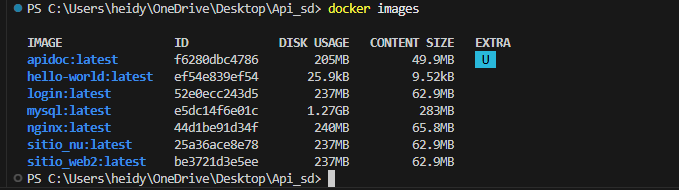 PS C:\Users\heidy\OneDrive\Desktop\Api_sd> docker images
IMAGE ID DISK USAGE CONTENT SIZE EXTRA
apidoc:latest f6280dbc4786 205MB 49.9MB U
hello-world:latest ef54e839ef54 25.9kB 9.52kB
login:latest 52e0ecc243d5 237MB 62.9MB
mysql:latest e5dc14f6e01c 1.27GB 283MB
nginx:latest 44d1be91d34f 240MB 65.8MB
sitio_nu:latest 25a36ace8e78 237MB 62.9MB
sitio_web2:latest be3721d3e5ee 237MB 62.9MB
PS C:\Users\heidy\OneDrive\Desktop\Api_sd>